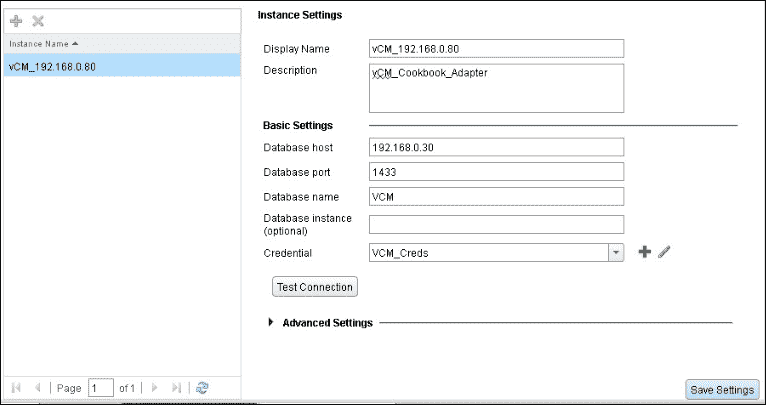 Instance Name
vCM_192.168.0.80
Page 1 of 1
Instance Settings
Display Name vCM_192.168.0.80
Description vCM_Cookbook_Adapter
Basic Settings
Database host 192.168.0.30
Database port 1433
Database name VCM
Database instance
(optional)
Credential VCM_Creds
Test Connection
Advanced Settings
Save Settings